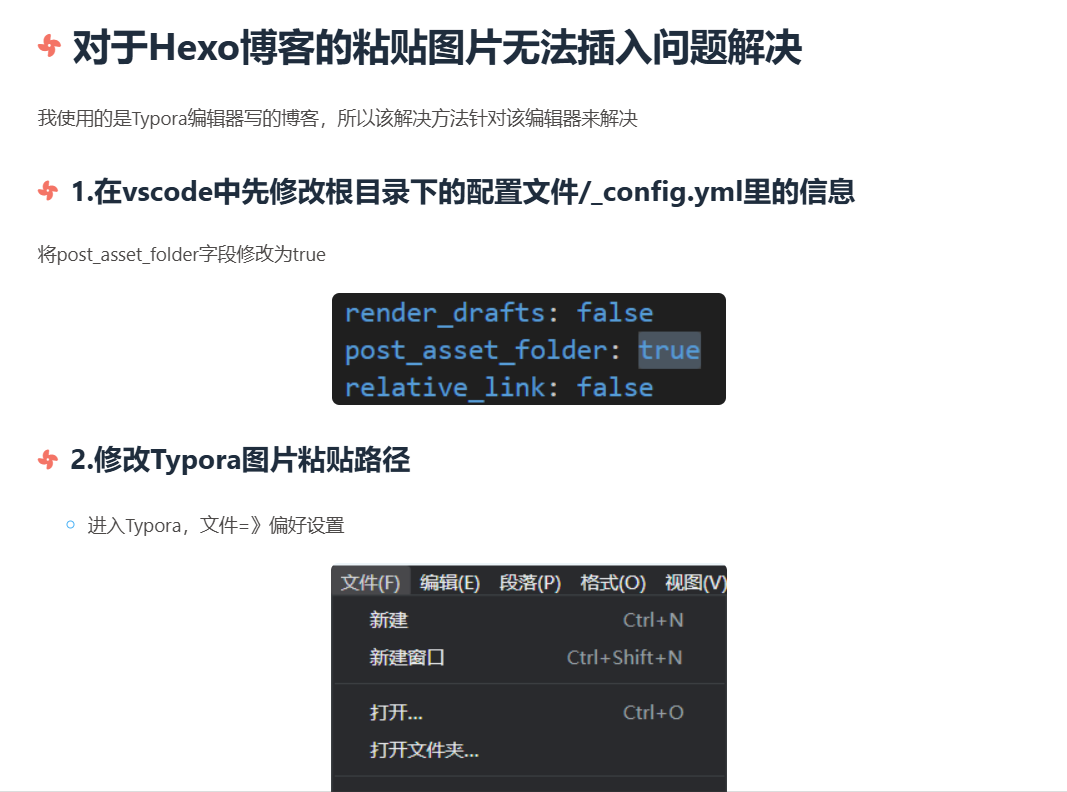 对于Hexo博客的粘贴图片无法插入问题解决
我使用的是Typora编辑器写的博客，所以该解决方法针对该编辑器来解决
1.在vscode中先修改根目录下的配置文件/_config.yml里的信息
将post_asset_folder字段修改为true
render_drafts: false
post_asset_folder: true
relative_link: false
2.修改Typora图片粘贴路径
进入Typora，文件=》偏好设置
文件(F) 编辑(E) 段落(P) 格式(O) 视图(V)
新建 Ctrl+N
新建窗口 Ctrl+Shift+N
打开... Ctrl+O
打开文件夹...